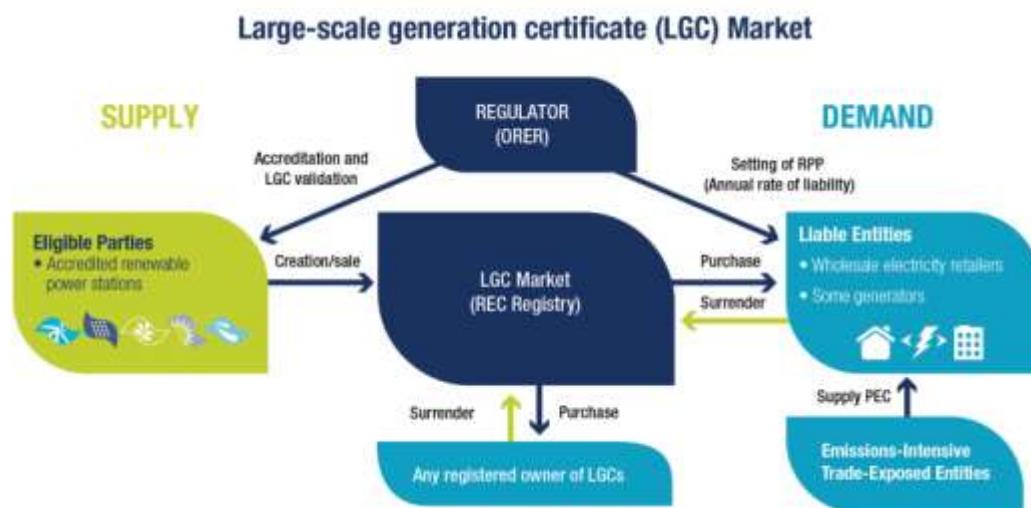 Large-scale generation certificate (LGC) Market
SUPPLY
REGULATOR
(ORER)
DEMAND
Accreditation and
LGC validation
Setting of RPP
(Annual rate of liability)
Eligible Parties
• Accredited renewable
power stations
Creation/sale
LGC Market
(REC Registry)
Purchase
Surrender
Liable Entities
• Wholesale electricity retailers
• Some generators
Surrender
Purchase
Supply PEC
Any registered owner of LGCs
Emissions-Intensive
Trade-Exposed Entities